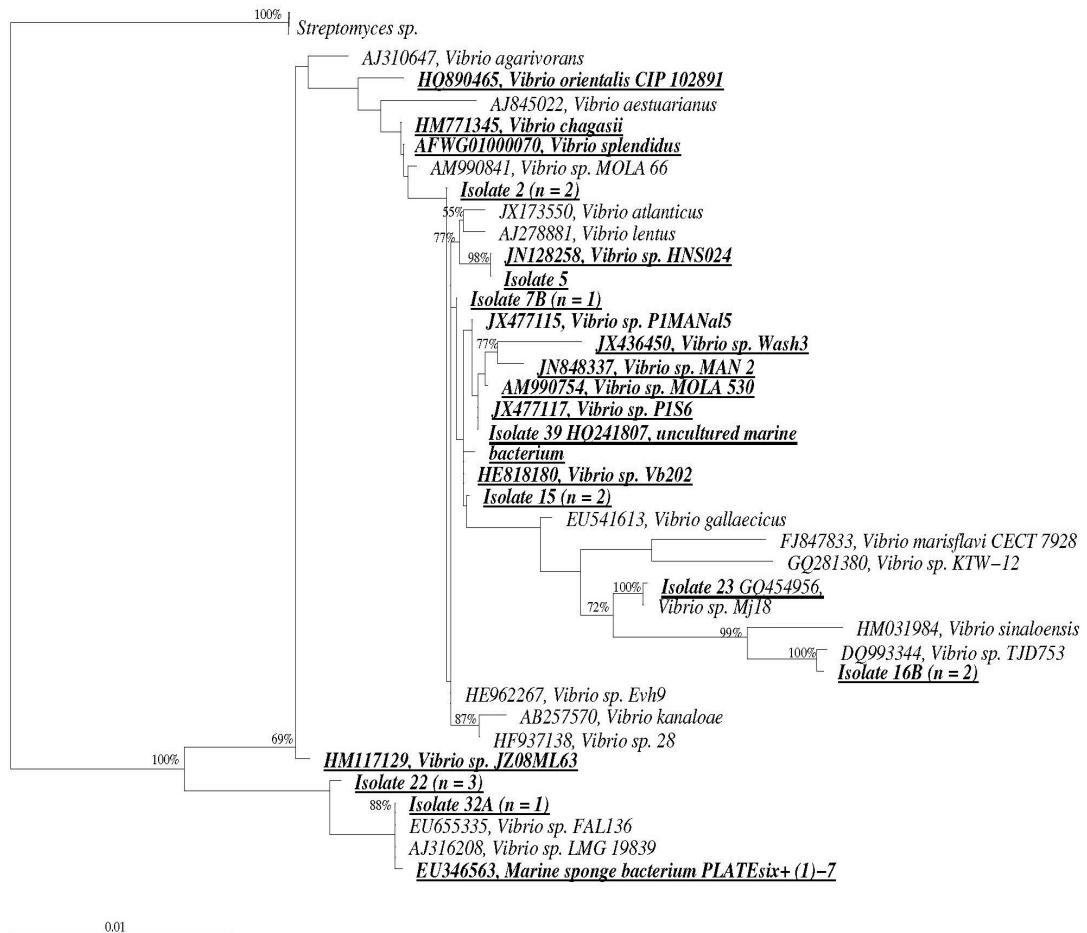 100%
Streptomyces sp.
AJ310647, Vibrio agarivorans
HQ890465, Vibrio orientalis CIP 102891
AJ845022, Vibrio aestuarianus
HM771345, Vibrio chagasii
AFWG01000070, Vibrio splendidus
AM990841, Vibrio sp. MOLA 66
Isolate 2 (n = 2)
55%
JX173550, Vibrio atlanticus
77%
AJ278881, Vibrio lentus
98%
JN128258, Vibrio sp. HNS024
Isolate 5
Isolate 7B (n = 1)
JX477115, Vibrio sp. P1MANal5
77%
JX436450, Vibrio sp. Wash3
JN848337, Vibrio sp. MAN 2
AM990754, Vibrio sp. MOLA 530
JX477117, Vibrio sp. P1S6
Isolate 39 HQ241807, uncultured marine
bacterium
HE818180, Vibrio sp. Vb202
Isolate 15 (n = 2)
EU541613, Vibrio gallaecicus
FJ847833, Vibrio marisflavi CECT 7928
GQ281380, Vibrio sp. KTW−12
100%
Isolate 23 GQ454956,
72%
Vibrio sp. Mj18
HM031984, Vibrio sinaloensis
99%
100%
DQ993344, Vibrio sp. TJD753
Isolate 16B (n = 2)
HE962267, Vibrio sp. Evh9
87%
AB257570, Vibrio kanaloae
HF937138, Vibrio sp. 28
69%
100%
HM117129, Vibrio sp. JZ08ML63
Isolate 22 (n = 3)
88%
Isolate 32A (n = 1)
EU655335, Vibrio sp. FAL136
AJ316208, Vibrio sp. LMG 19839
EU346563, Marine sponge bacterium PLATEsix+ (1)−7
0.01